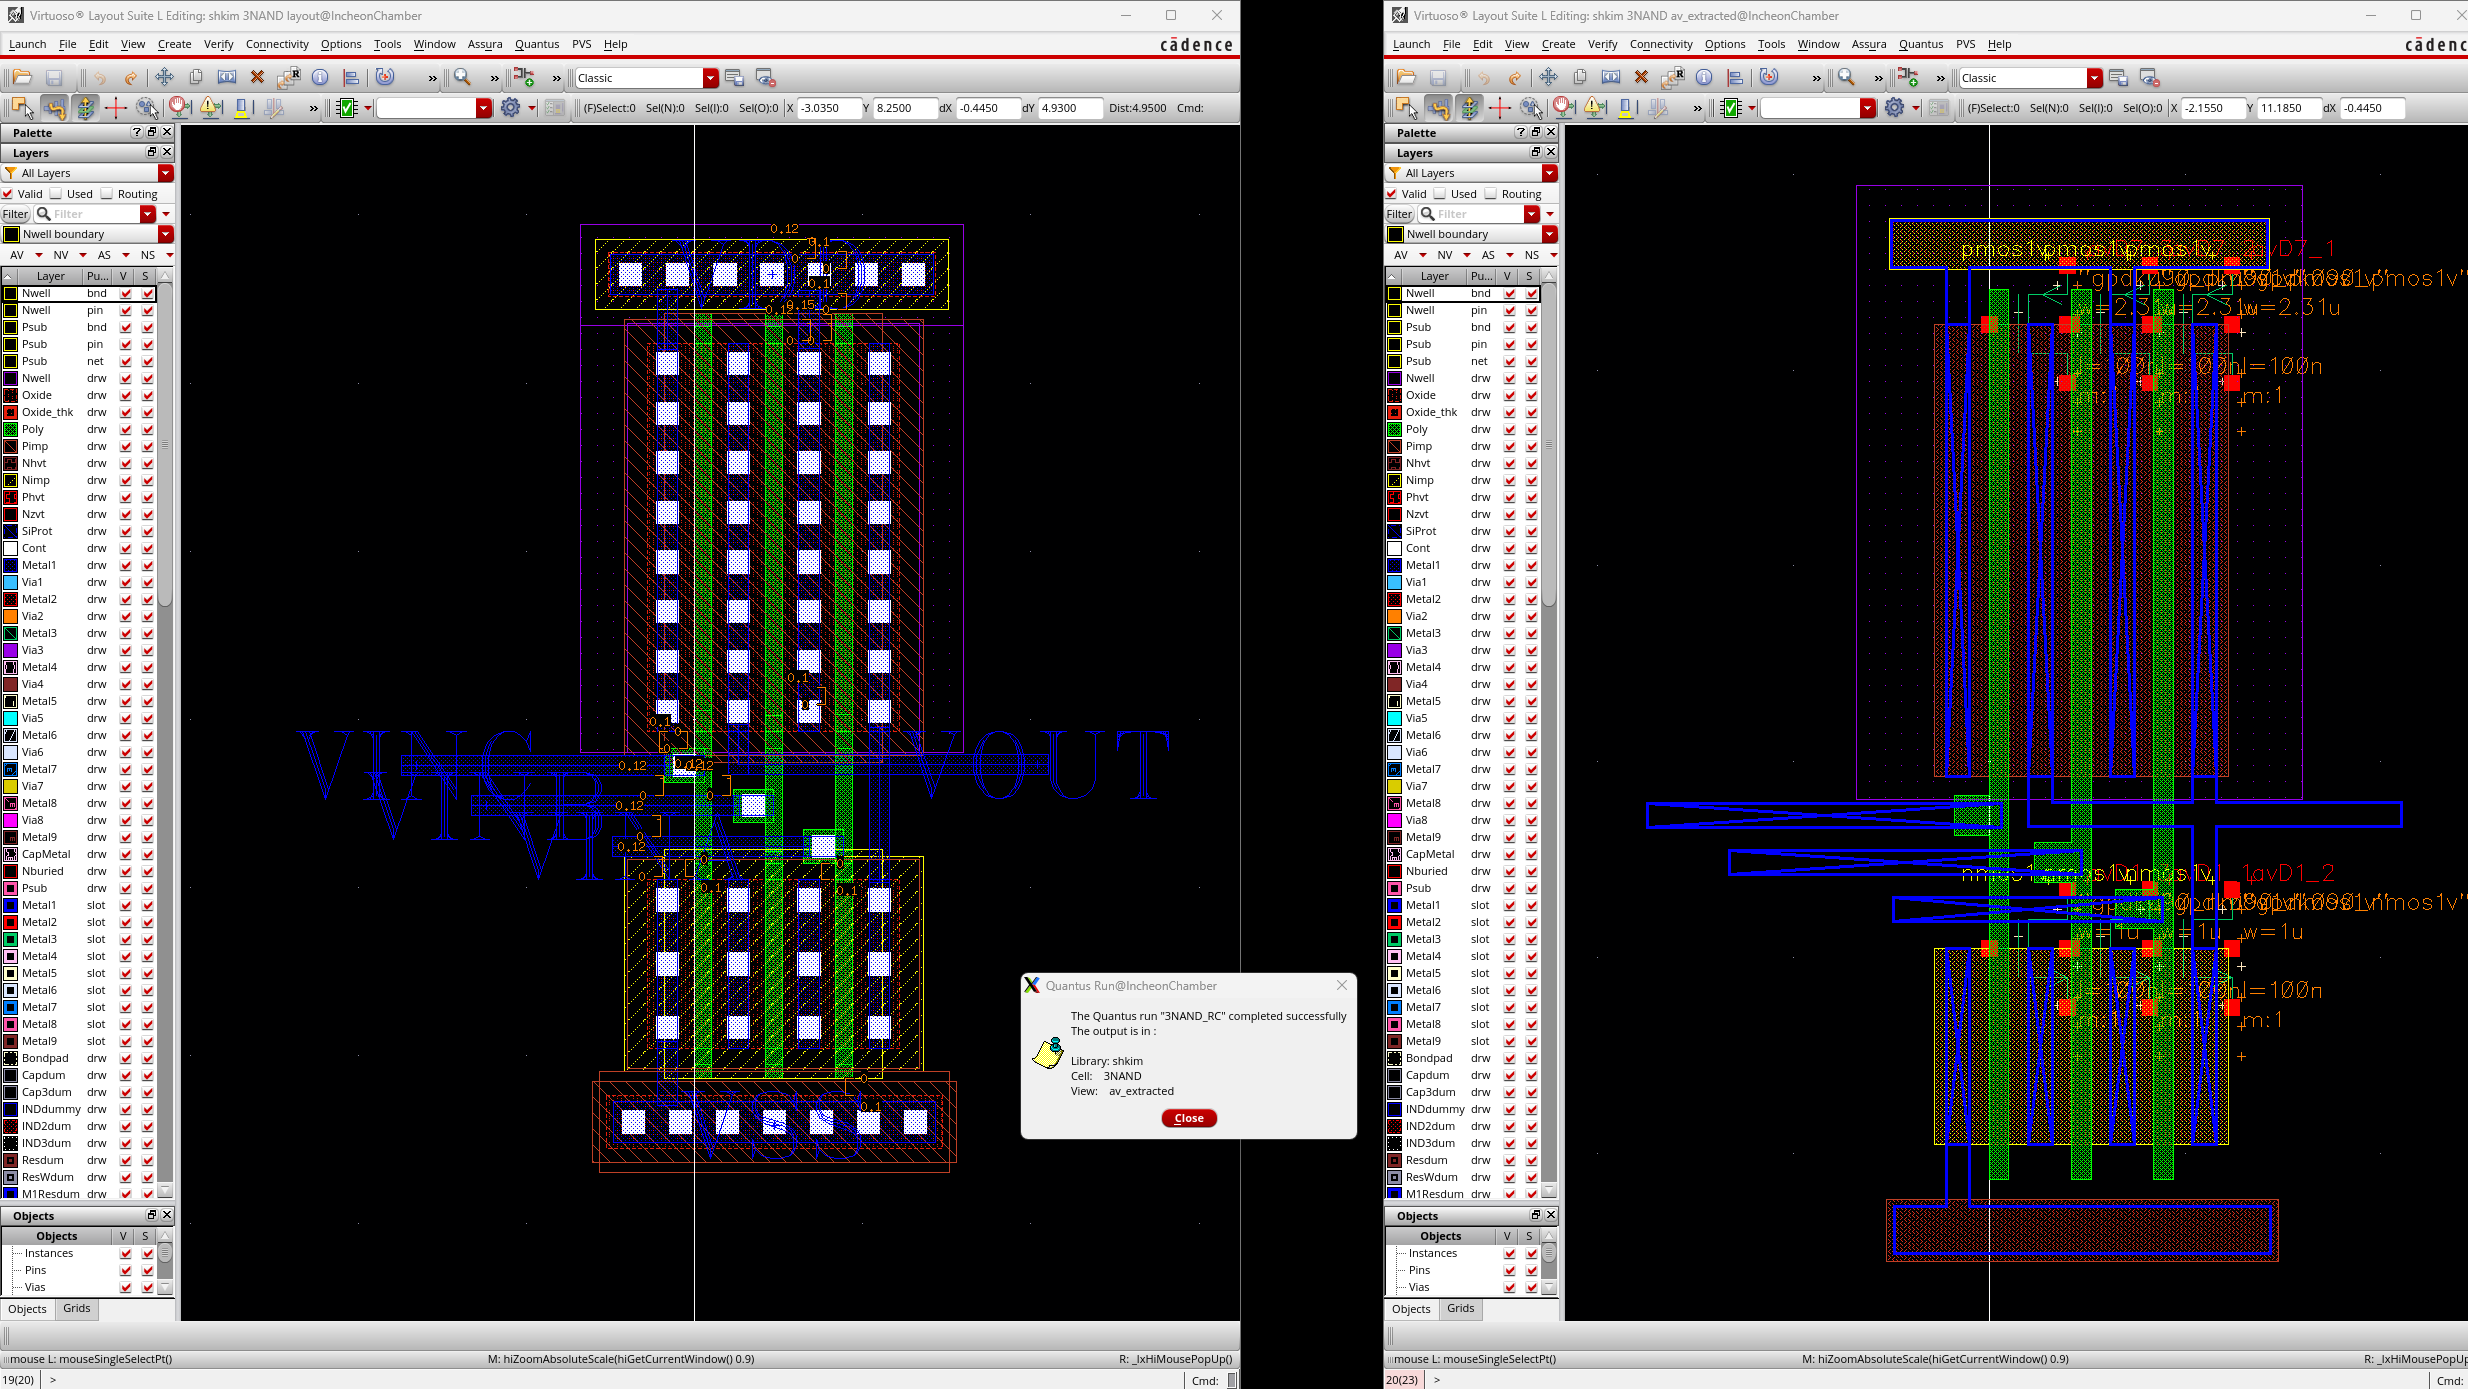 Virtuoso® Layout Suite L Editing: shkim 3NAND layout@IncheonChamber
Launch File Edit View Create Verify Connectivity Options Tools Window Assura Quantus PVS Help
cādence
Classic
(F)Select:0 Sel(N):0 Sel(I):0 Sel(O):0 X -3.0350 Y 8.2500 dX -0.4450 dY 4.9300 Dist:4.9500 Cmd:
Palette
Layers
All Layers
Valid Used Routing
Filter Filter
Nwell boundary
AV NV AS NS
Layer Pu... V S
Nwell bnd
Nwell pin
Psub bnd
Psub pin
Psub net
Nwell drw
Oxide drw
Oxide_thk drw
Poly drw
Pimp drw
Nhvt drw
Nimp drw
Phvt drw
Nzvt drw
SiProt drw
Cont drw
Metal1 drw
Via1 drw
Metal2 drw
Via2 drw
Metal3 drw
Via3 drw
Metal4 drw
Via4 drw
Metal5 drw
Via5 drw
Metal6 drw
Via6 drw
Metal7 drw
Via7 drw
Metal8 drw
Via8 drw
Metal9 drw
CapMetal drw
Nburied drw
Psub drw
Metal1 slot
Metal2 slot
Metal3 slot
Metal4 slot
Metal5 slot
Metal6 slot
Metal7 slot
Metal8 slot
Metal9 slot
Bondpad drw
Capdum drw
Cap3dum drw
INDdummy drw
IND2dum drw
IND3dum drw
Resdum drw
ResWdum drw
M1Resdum drw
Objects
Objects V S
Instances
Pins
Vias
Objects Grids
mouse L: mouseSingleSelectPt() M: hiZoomAbsoluteScale(hiGetCurrentWindow() 0.9) R: _lxHiMousePopUp()
19(20) > Cmd:
0.12
0.1
0.15
0.1
0.1
0.12
0.12
0.12
0.1
0.1
0.1
VINC
VINB
VOUT
VSS
Quantus Run@IncheonChamber
The Quantus run "3NAND_RC" completed successfully
The output is in :
Library: shkim
Cell: 3NAND
View: av_extracted
Close
Virtuoso® Layout Suite L Editing: shkim 3NAND av_extracted@IncheonChamber
Launch File Edit View Create Verify Connectivity Options Tools Window Assura Quantus PVS Help
cādenc
Classic
(F)Select:0 Sel(N):0 Sel(I):0 Sel(O):0 X -2.1550 Y 11.1850 dX -0.4450
Palette
Layers
All Layers
Valid Used Routing
Filter Filter
Nwell boundary
AV NV AS NS
Layer Pu... V S
Nwell bnd
Nwell pin
Psub bnd
Psub pin
Psub net
Nwell drw
Oxide drw
Oxide_thk drw
Poly drw
Pimp drw
Nhvt drw
Nimp drw
Phvt drw
Nzvt drw
SiProt drw
Cont drw
Metal1 drw
Via1 drw
Metal2 drw
Via2 drw
Metal3 drw
Via3 drw
Metal4 drw
Via4 drw
Metal5 drw
Via5 drw
Metal6 drw
Via6 drw
Metal7 drw
Via7 drw
Metal8 drw
Via8 drw
Metal9 drw
CapMetal drw
Nburied drw
Psub drw
Metal1 slot
Metal2 slot
Metal3 slot
Metal4 slot
Metal5 slot
Metal6 slot
Metal7 slot
Metal8 slot
Metal9 slot
Bondpad drw
Capdum drw
Cap3dum drw
INDdummy drw
IND2dum drw
IND3dum drw
Resdum drw
ResWdum drw
M1Resdum drw
Objects
Objects V S
Instances
Pins
Vias
Objects Grids
mouse L: mouseSingleSelectPt() M: hiZoomAbsoluteScale(hiGetCurrentWindow() 0.9) R: _lxHiMousePopUp
20(23) > Cmd:
avD7_1
w=2.31u
l=100n
m:1
avD1_2
w=1u
l=100n
m:1